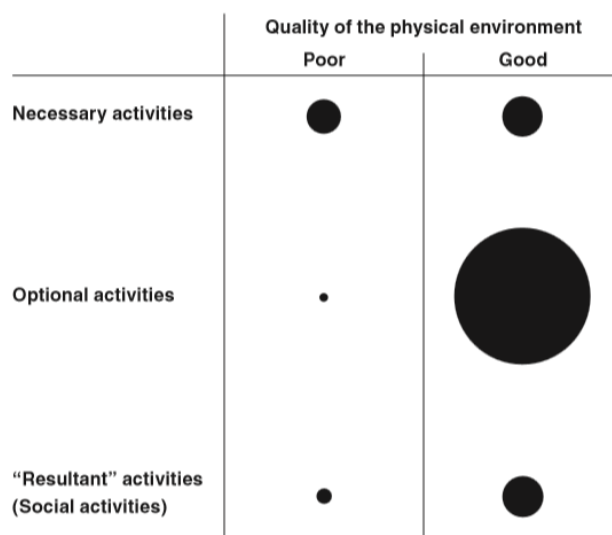 Quality of the physical environment
Poor
Good
Necessary activities
Optional activities
“Resultant” activities
(Social activities)